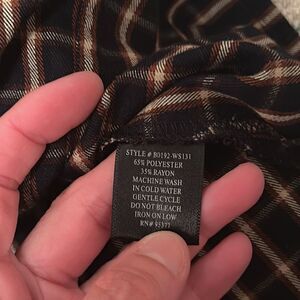 STYLE # B0192-WS131
65% POLYESTER
35% RAYON
MACHINE WASH
IN COLD WATER
GENTLE CYCLE
DO NOT BLEACH
IRON ON LOW
RN# 95377